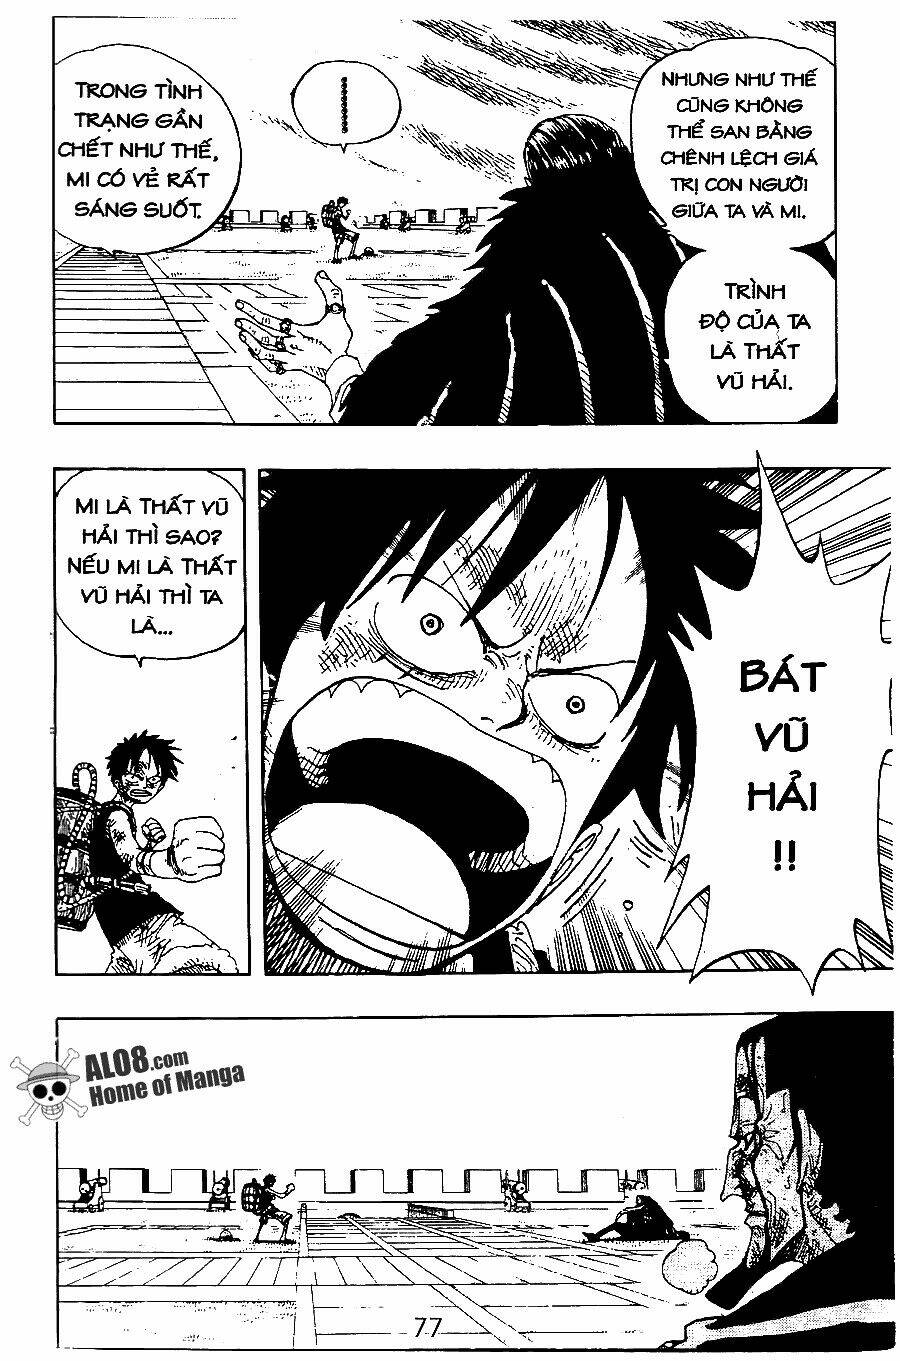 TRONG TÌNH
TRẠNG GẦN
CHẾT NHƯ THẾ,
MI CÓ VẺ RẤT
SÁNG SUỐT.
NHƯNG NHƯ THẾ
CŨNG KHÔNG
THỂ SAN BẰNG
CHÊNH LỆCH GIÁ
TRỊ CON NGƯỜI
GIỮA TA VÀ MI.
TRÌNH
ĐỘ CỦA TA
LÀ THẤT
VŨ HẢI.
MI LÀ THẤT VŨ
HẢI THÌ SAO?
NẾU MI LÀ THẤT
VŨ HẢI THÌ TA
LÀ...
BÁT
VŨ
HẢI
!!
ALO8.com
Home of Manga
77